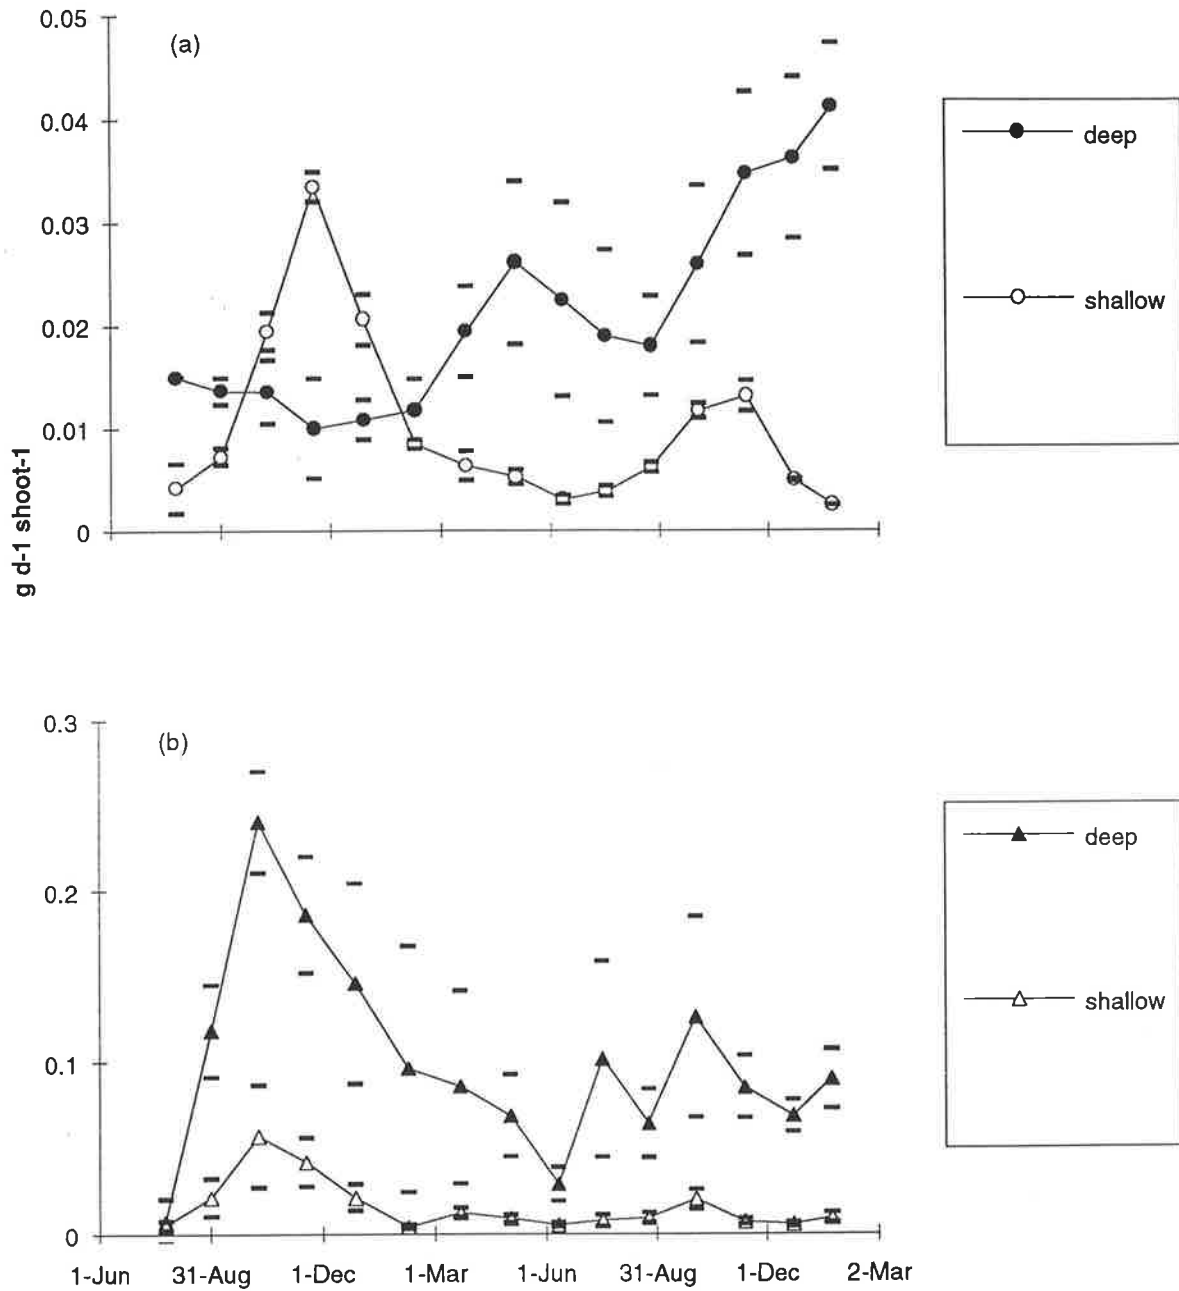 0.05
(a)
0.04
deep
0.03
shallow
0.02
0.01
0
g d-1 shoot-1
0.3
(b)
deep
0.2
shallow
0.1
0
1-Jun 31-Aug 1-Dec 1-Mar 1-Jun 31-Aug 1-Dec 2-Mar